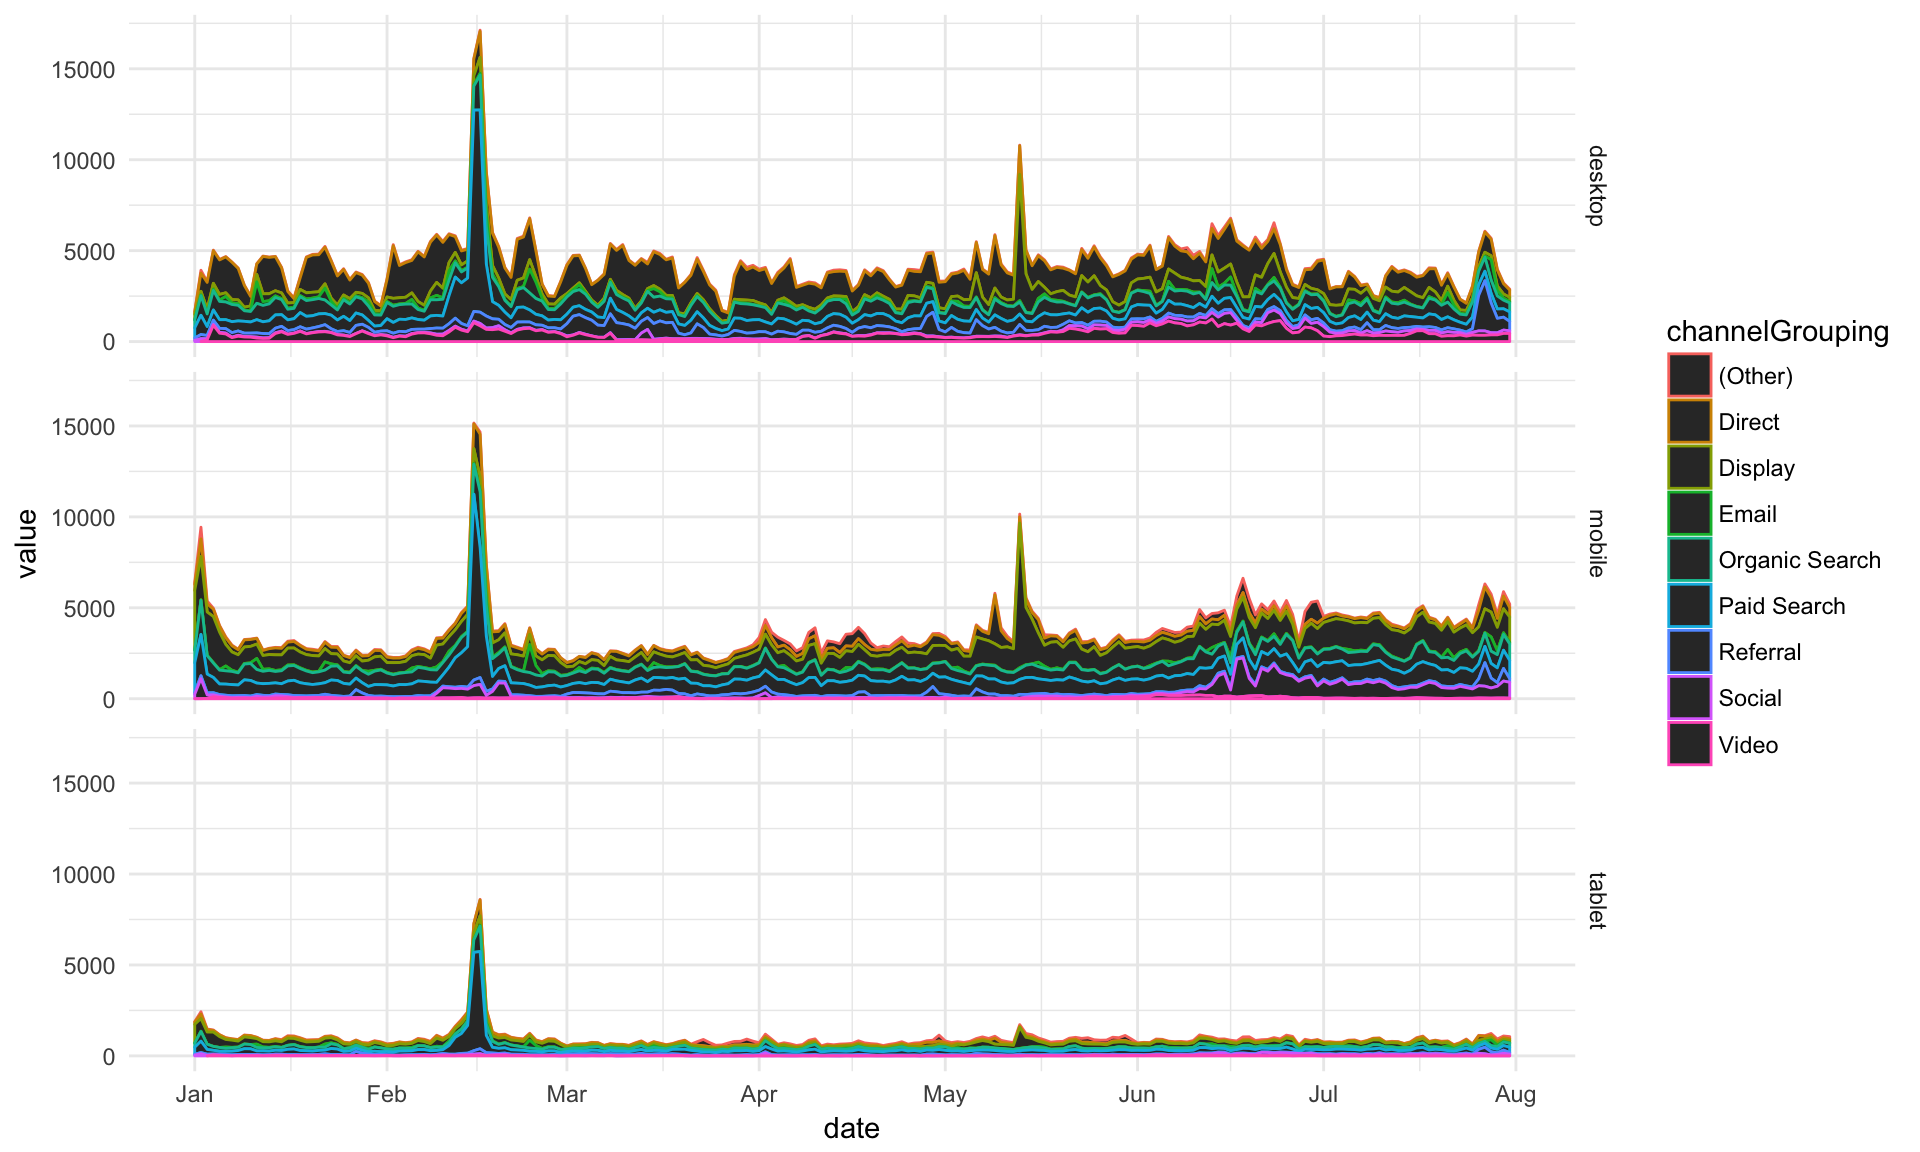 15000
10000
5000
0
desktop
15000
10000
5000
0
mobile
15000
10000
5000
0
tablet
value
Jan Feb Mar Apr May Jun Jul Aug
date
channelGrouping
(Other)
Direct
Display
Email
Organic Search
Paid Search
Referral
Social
Video